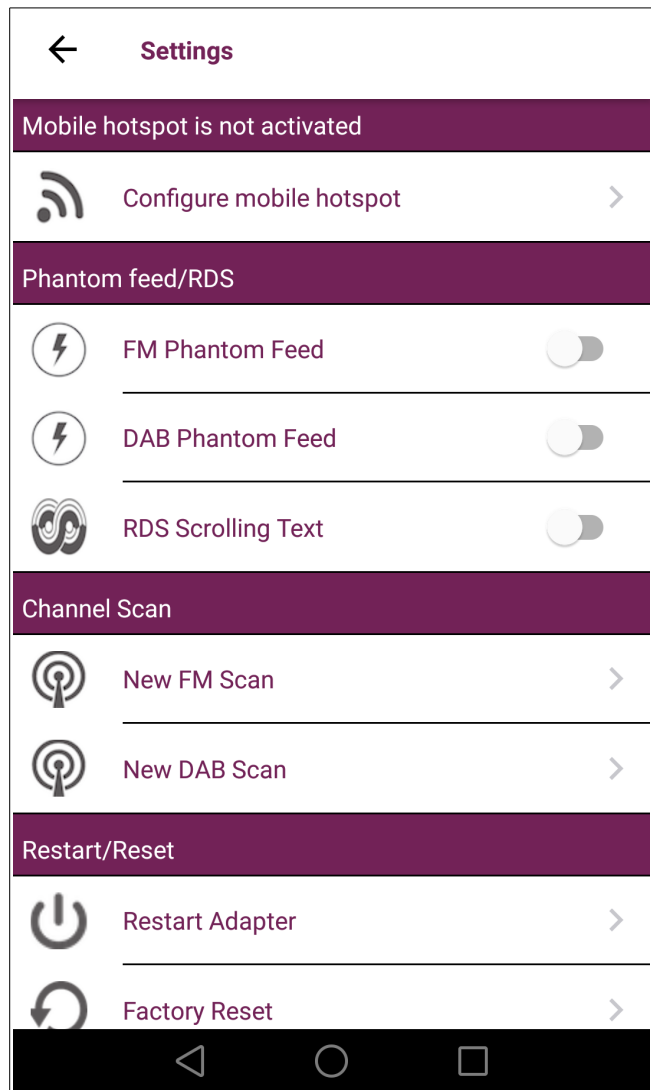 Settings
Mobile hotspot is not activated
Configure mobile hotspot
Phantom feed/RDS
FM Phantom Feed
DAB Phantom Feed
RDS Scrolling Text
Channel Scan
New FM Scan
New DAB Scan
Restart/Reset
Restart Adapter
Factory Reset